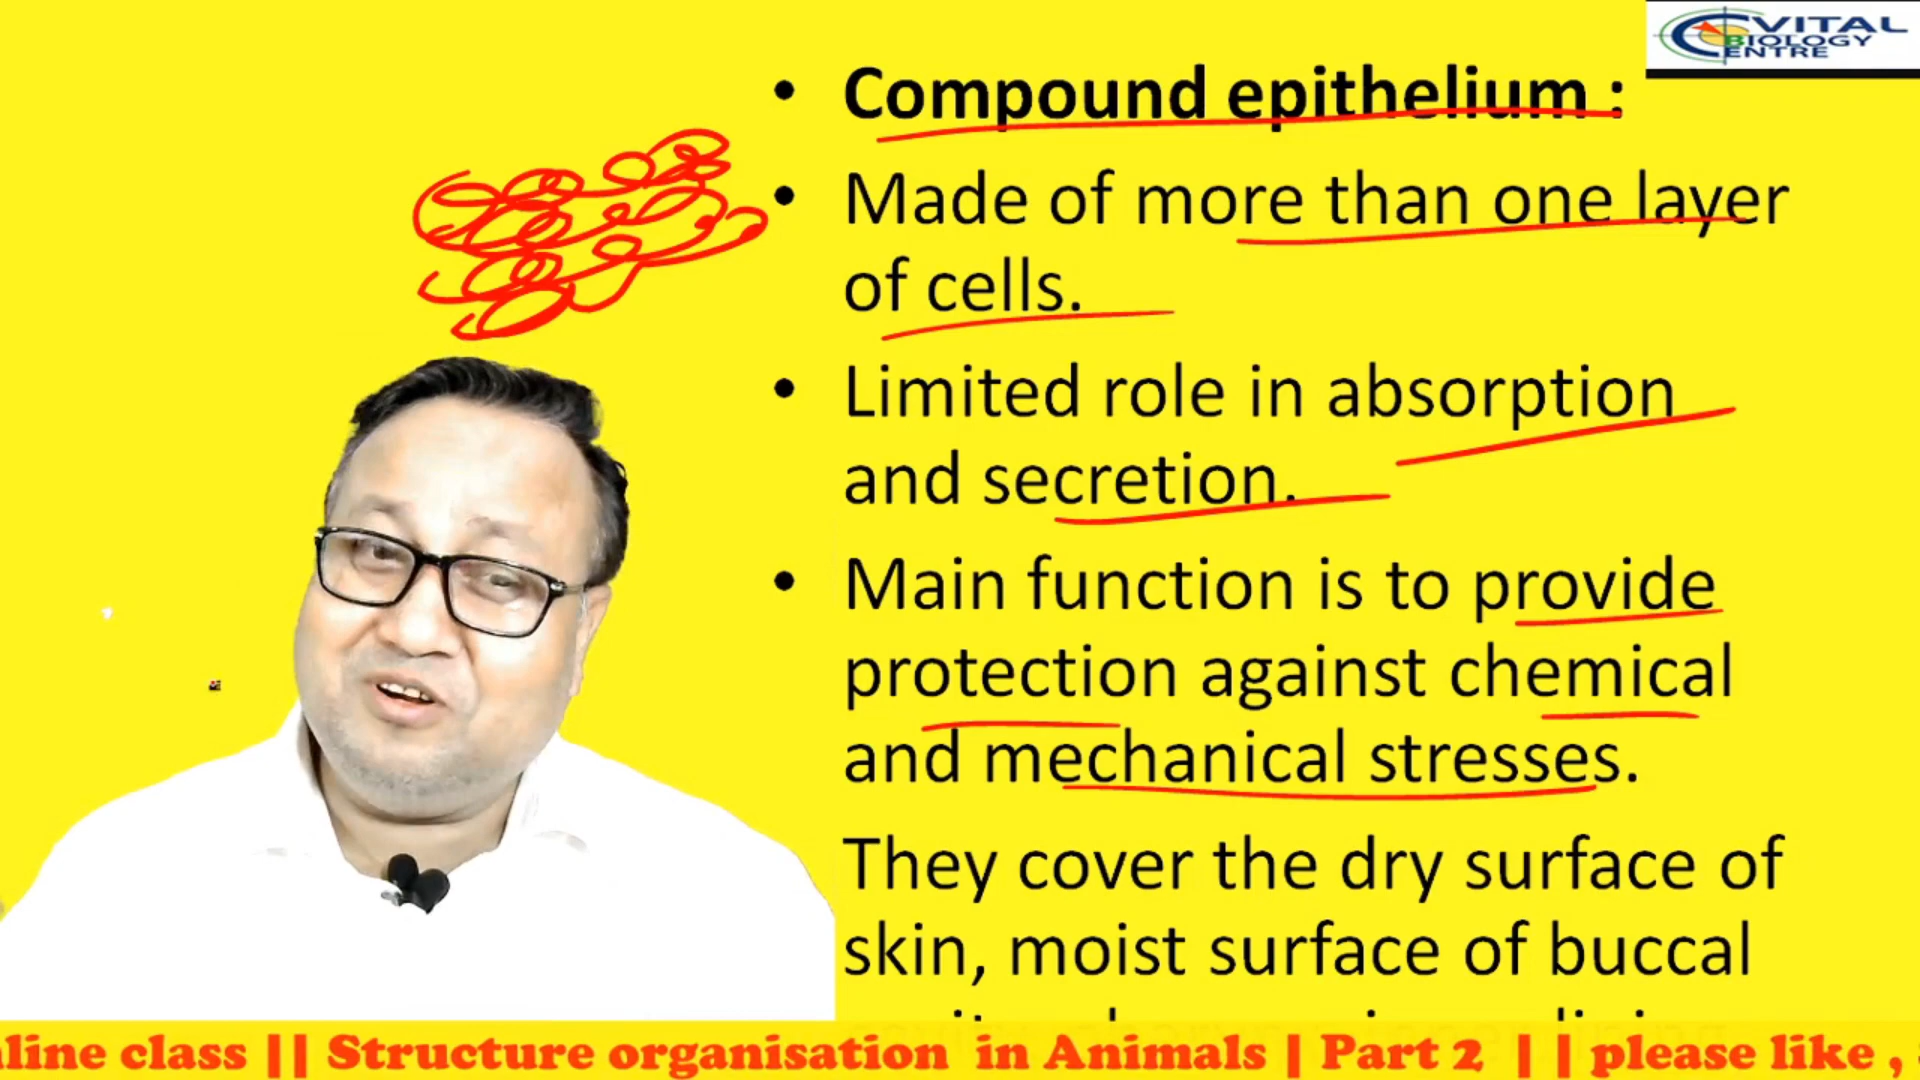 VITAL
BIOLOGY
CENTRE
• Compound epithelium :
• Made of more than one layer
of cells.
• Limited role in absorption
and secretion.
• Main function is to provide
protection against chemical
and mechanical stresses.
They cover the dry surface of
skin, moist surface of buccal
class || Structure organisation in Animals | Part 2 || please like ,